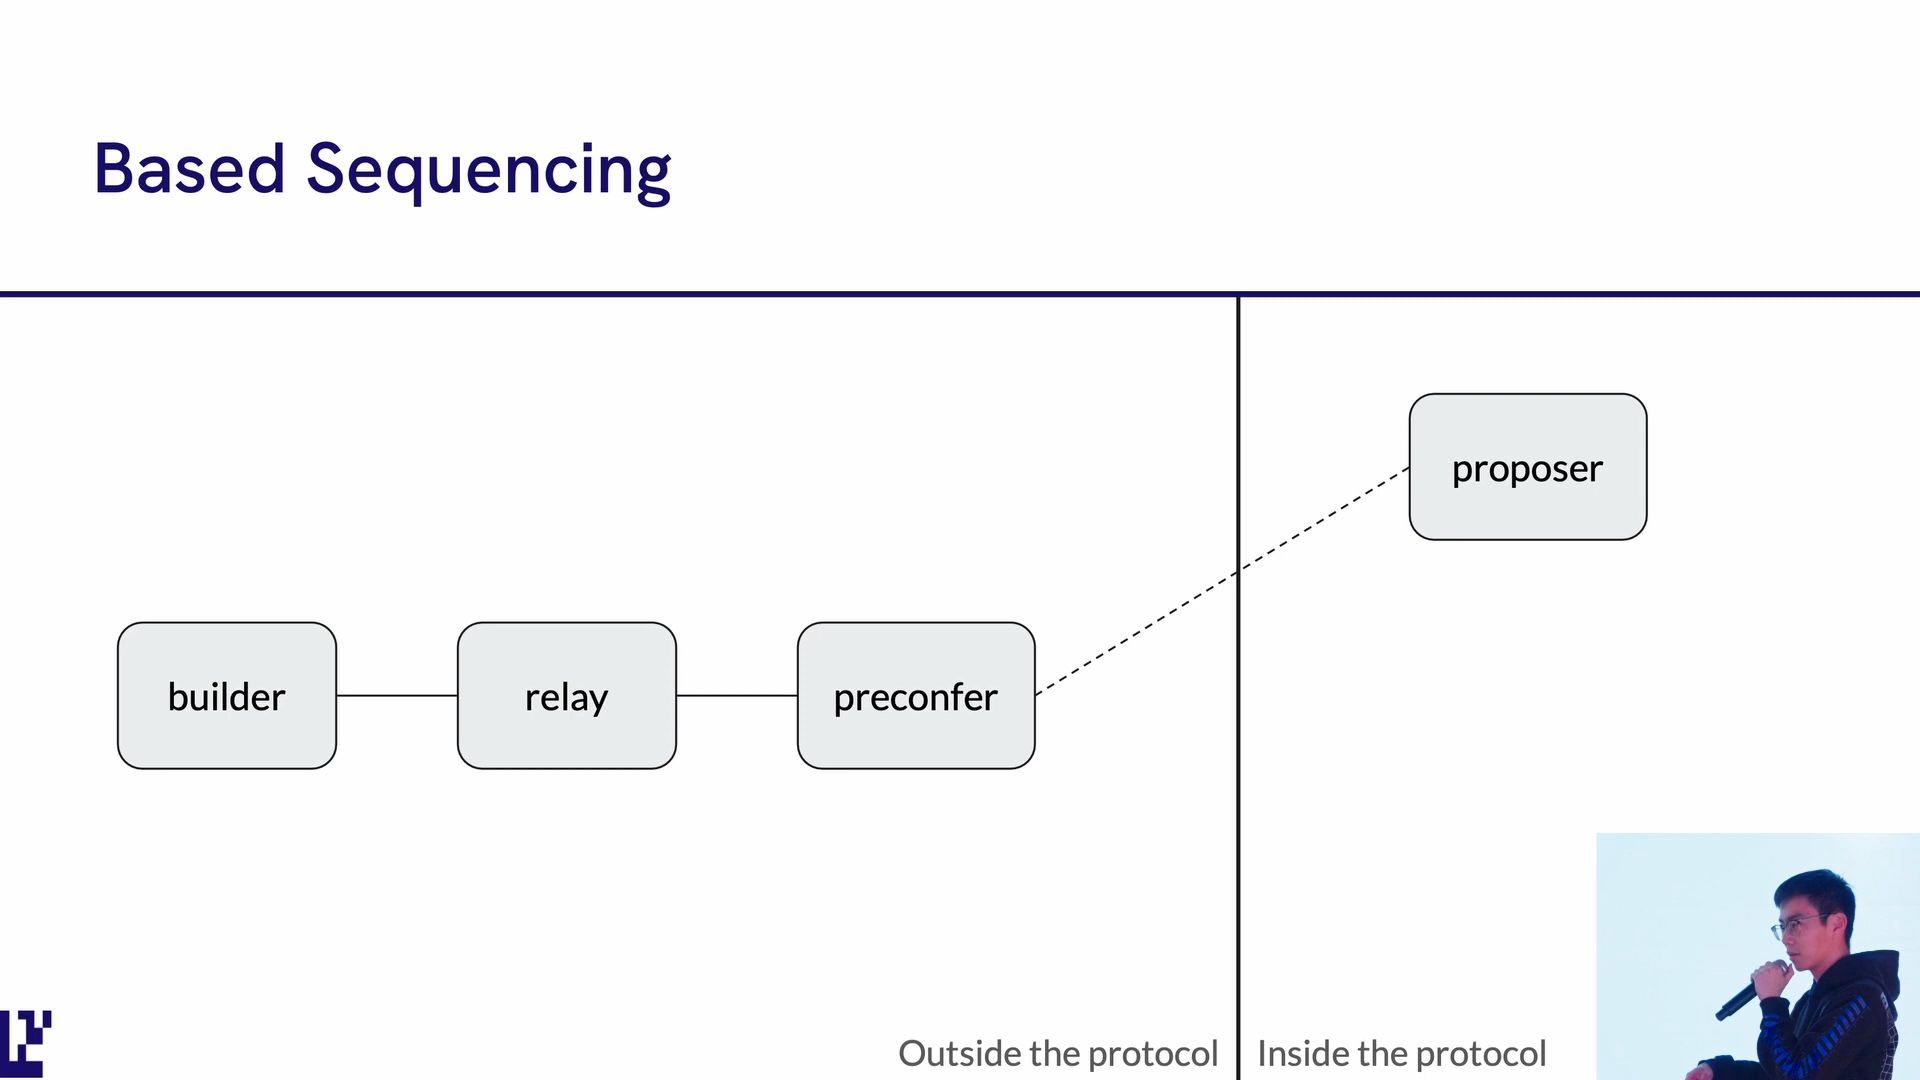 Based Sequencing
proposer
builder
relay
preconfer
Outside the protocol
Inside the protocol